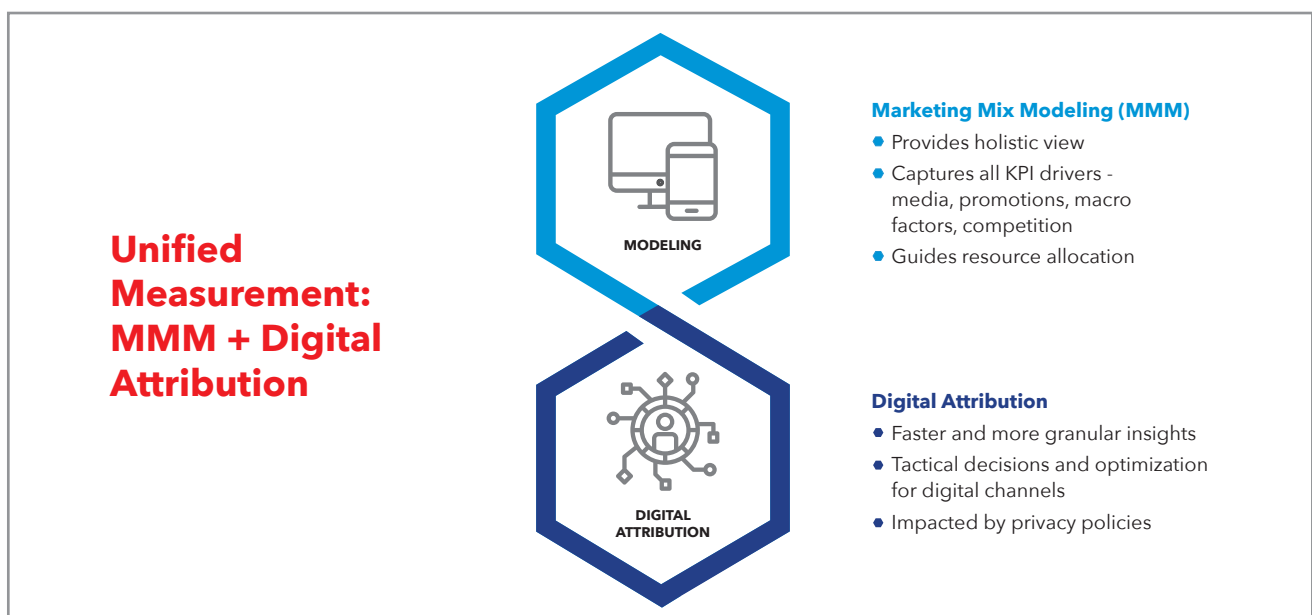 Unified
Measurement:
MMM + Digital
Attribution
MODELING
Marketing Mix Modeling (MMM)
Provides holistic view
Captures all KPI drivers -
media, promotions, macro
factors, competition
Guides resource allocation
DIGITAL
ATTRIBUTION
Digital Attribution
Faster and more granular insights
Tactical decisions and optimization
for digital channels
Impacted by privacy policies